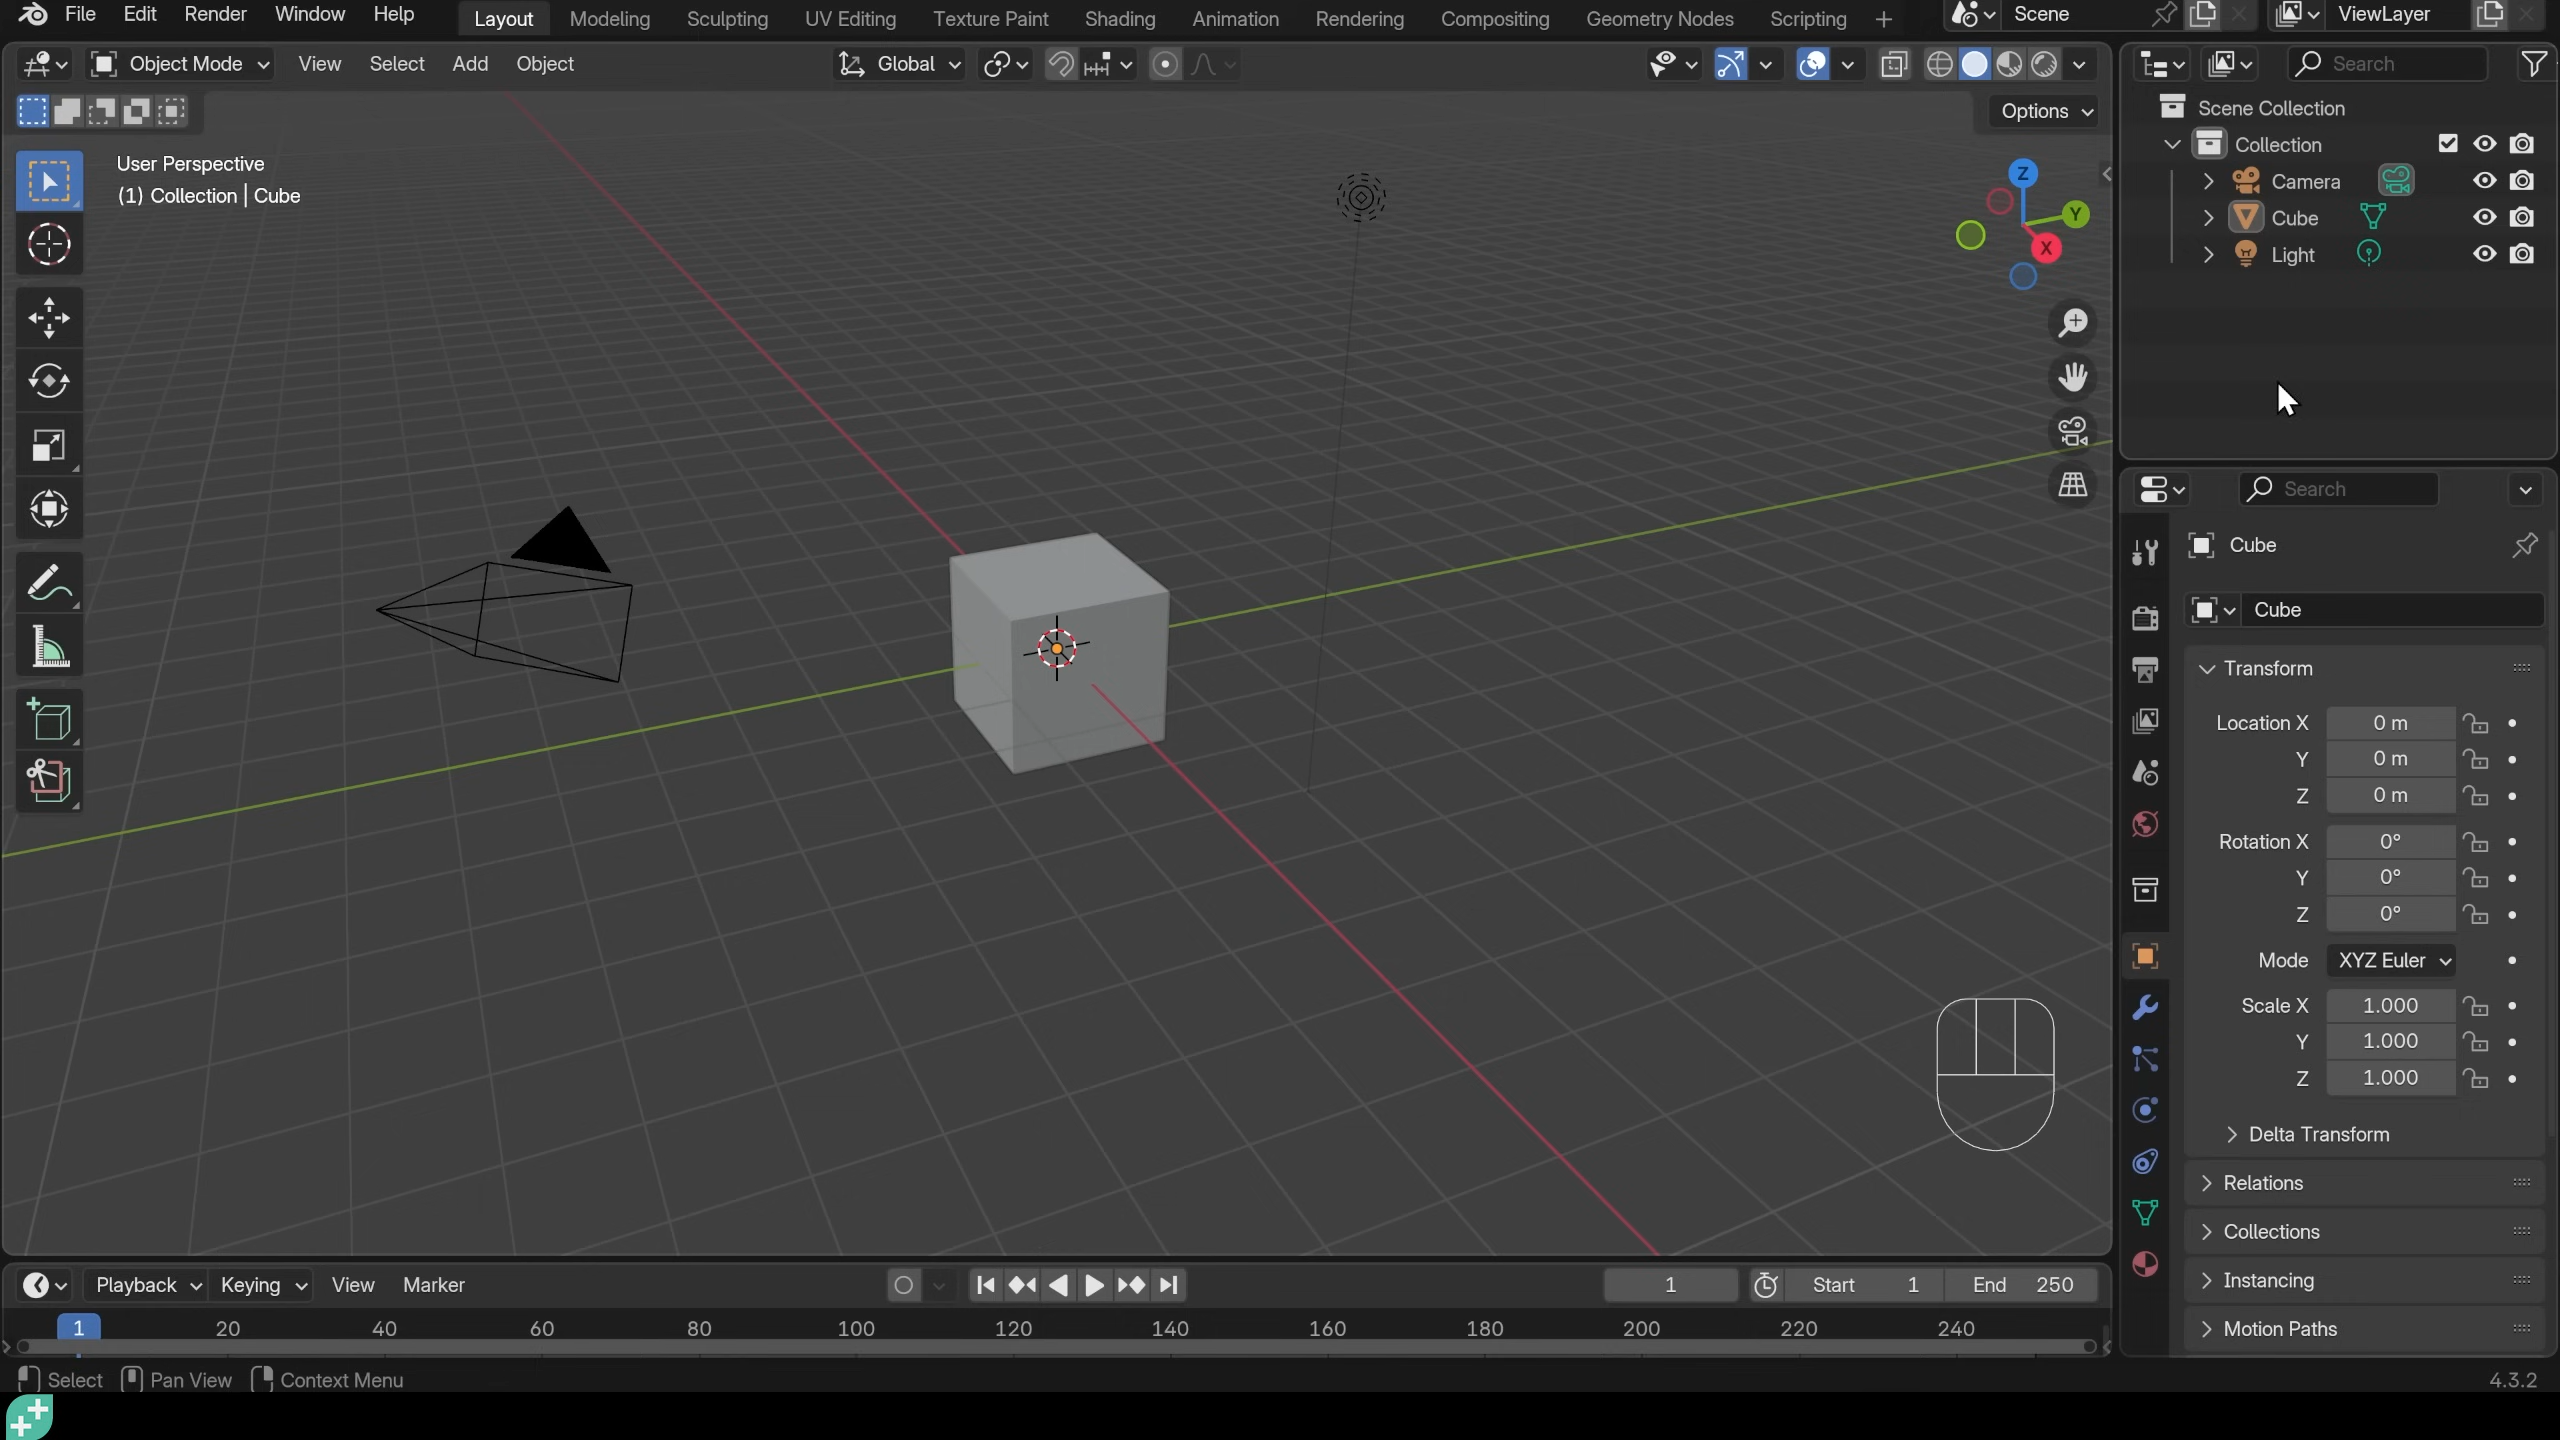 File Edit Render Window Help Layout Modeling Sculpting UV Editing Texture Paint Shading Animation Rendering Compositing Geometry Nodes Scripting Scene ViewLayer
Object Mode View Select Add Object Global Search
Options
User Perspective
(1) Collection | Cube
Z
Y
X
Scene Collection
Collection
Camera
Cube
Light
Search
Cube
Cube
Transform
Location X 0 m
Y 0 m
Z 0 m
Rotation X 0°
Y 0°
Z 0°
Mode XYZ Euler
Scale X 1.000
Y 1.000
Z 1.000
Delta Transform
Relations
Collections
Instancing
Motion Paths
Playback Keying View Marker 1 Start 1 End 250
1 20 40 60 80 100 120 140 160 180 200 220 240
Select Pan View Context Menu 4.3.2